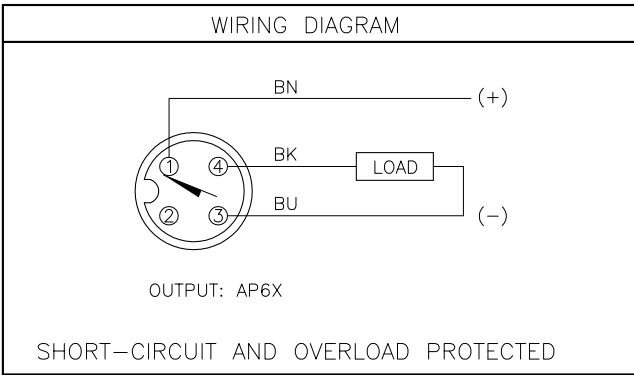 WIRING DIAGRAM
BN
(+)
1
4
BK
LOAD
2
3
BU
(-)
OUTPUT: AP6X
SHORT-CIRCUIT AND OVERLOAD PROTECTED